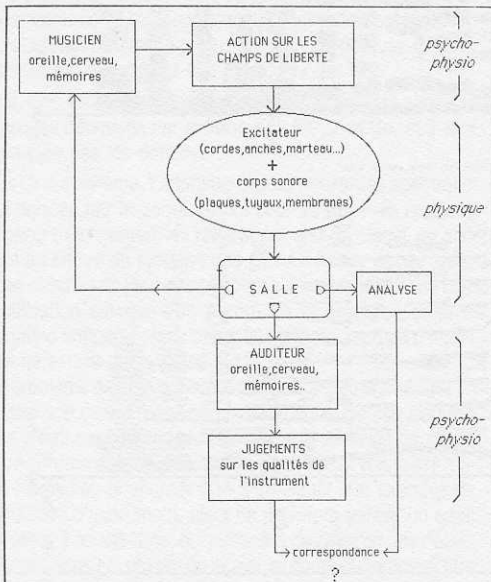 MUSICIEN
oreille,cerveau,
mémoires
ACTION SUR LES
CHAMPS DE LIBERTE
psycho-
physio
Excitateur
(cordes,anches,marteau...)
+
corps sonore
(plaques,tuyaux,membranes)
physique
SALLE
ANALYSE
AUDITEUR
oreille,cerveau,
mémoires..
psycho-
physio
JUGEMENTS
sur les qualités de
l'instrument
correspondance
?